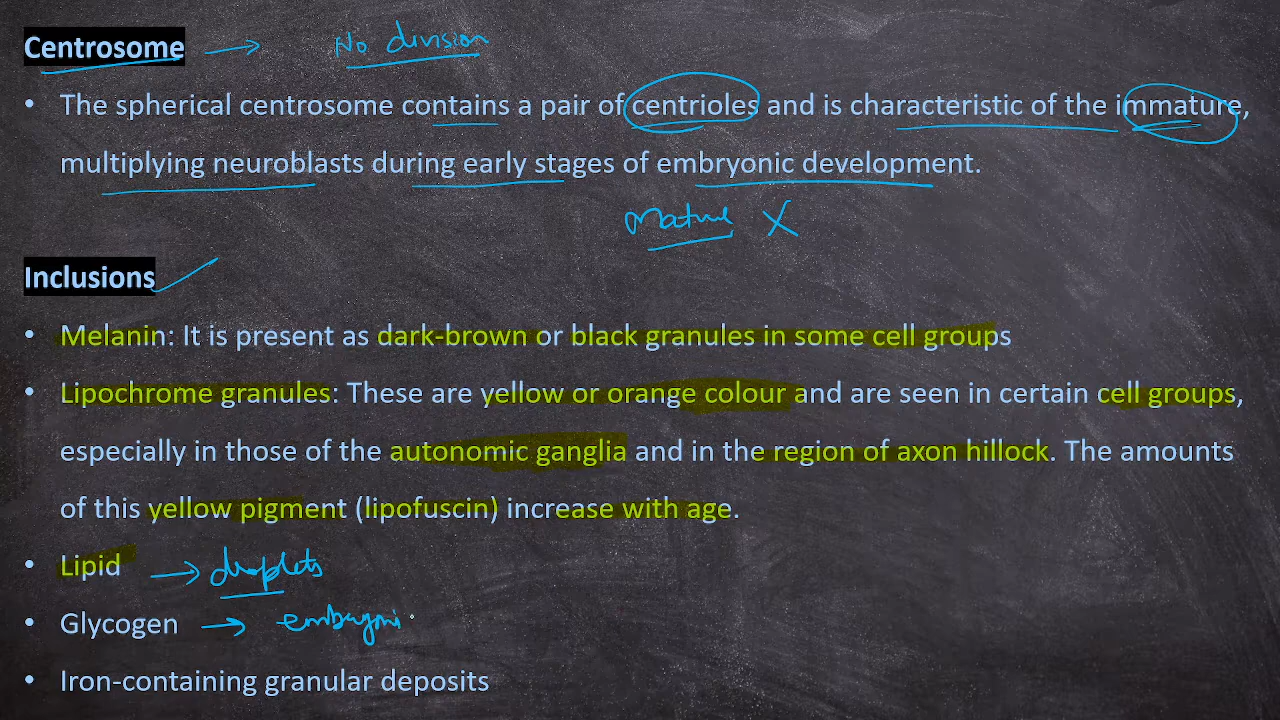 Centrosome → No division
• The spherical centrosome contains a pair of centrioles and is characteristic of the immature,
multiplying neuroblasts during early stages of embryonic development.
Mature X
Inclusions
• Melanin: It is present as dark-brown or black granules in some cell groups
• Lipochrome granules: These are yellow or orange colour and are seen in certain cell groups,
especially in those of the autonomic ganglia and in the region of axon hillock. The amounts
of this yellow pigment (lipofuscin) increase with age.
• Lipid → droplets
• Glycogen → embryoni
• Iron-containing granular deposits